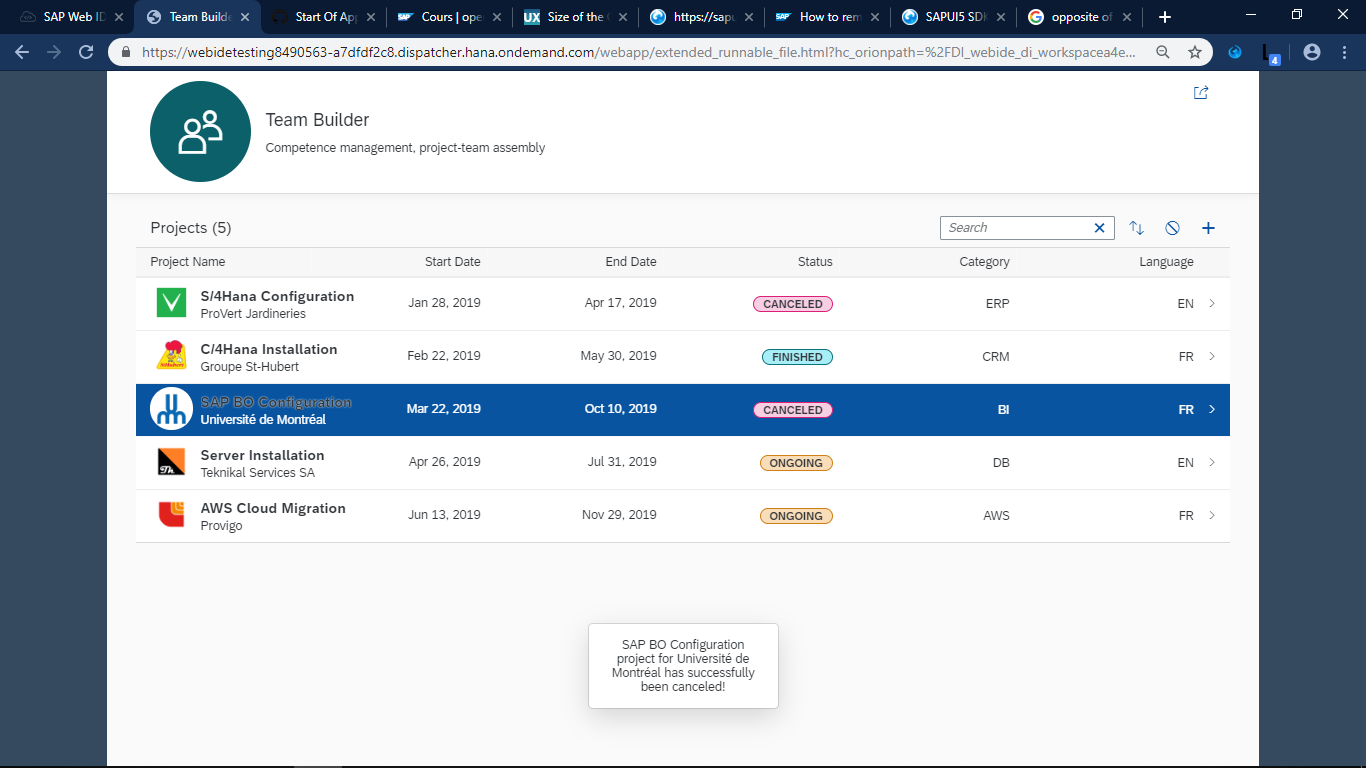 SAP Web ID
Team Builde
Start Of App
Cours | ope
Size of the
https://sapu
How to rem
SAPUI5 SDK
opposite of
https://webidetesting8490563-a7dfdf2c8.dispatcher.hana.ondemand.com/webapp/extended_runnable_file.html?hc_orionpath=%2FDI_webide_di_workspacea4e...
4
Team Builder
Competence management, project-team assembly
Projects (5)
Search
Project Name Start Date End Date Status Category Language
S/4Hana Configuration
ProVert Jardineries
Jan 28, 2019 Apr 17, 2019 CANCELED ERP EN
C/4Hana Installation
Groupe St-Hubert
Feb 22, 2019 May 30, 2019 FINISHED CRM FR
SAP BO Configuration
Université de Montréal
Mar 22, 2019 Oct 10, 2019 CANCELED BI FR
Server Installation
Teknikal Services SA
Apr 26, 2019 Jul 31, 2019 ONGOING DB EN
AWS Cloud Migration
Provigo
Jun 13, 2019 Nov 29, 2019 ONGOING AWS FR
SAP BO Configuration
project for Université de
Montréal has successfully
been canceled!